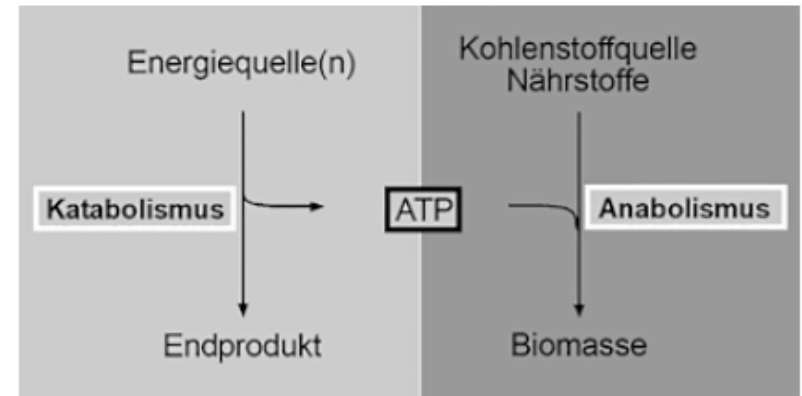 Energiequelle(n)
Kohlenstoffquelle
Nährstoffe
Katabolismus
ATP
Anabolismus
Endprodukt
Biomasse